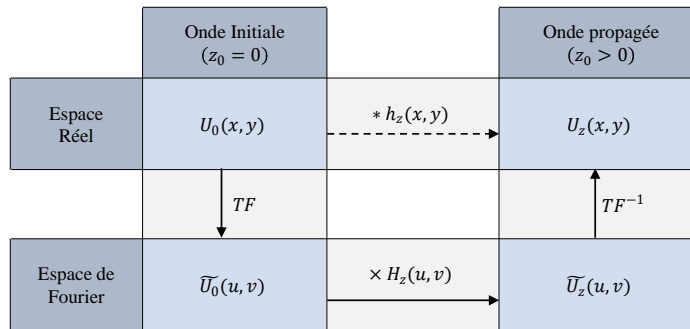 Onde Initiale
(𝑧₀ = 0)
Onde propagée
(𝑧₀ > 0)
Espace
Réel
𝑈₀(𝑥, 𝑦)
∗ ℎ_𝑧(𝑥, 𝑦)
𝑈_𝑧(𝑥, 𝑦)
𝑇𝐹
𝑇𝐹⁻¹
Espace de
Fourier
Ũ₀(𝑢, 𝑣)
× 𝐻_𝑧(𝑢, 𝑣)
Ũ_𝑧(𝑢, 𝑣)